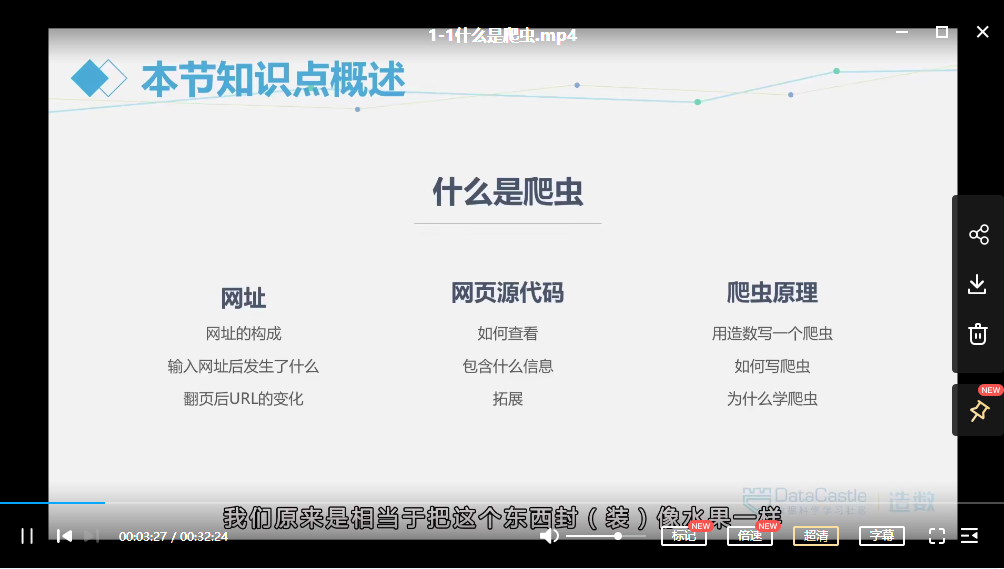 1-1什么是爬虫.mp4
本节知识点概述
什么是爬虫
网址
网址的构成
输入网址后发生了什么
翻页后URL的变化
网页源代码
如何查看
包含什么信息
拓展
爬虫原理
用造数写一个爬虫
如何写爬虫
为什么学爬虫
NEW
DataCastle
造数
我们原来是相当于把这个东西封（装）像水果一样
00:03:27 / 00:32:24
标记
NEW
倍速
NEW
超清
字幕